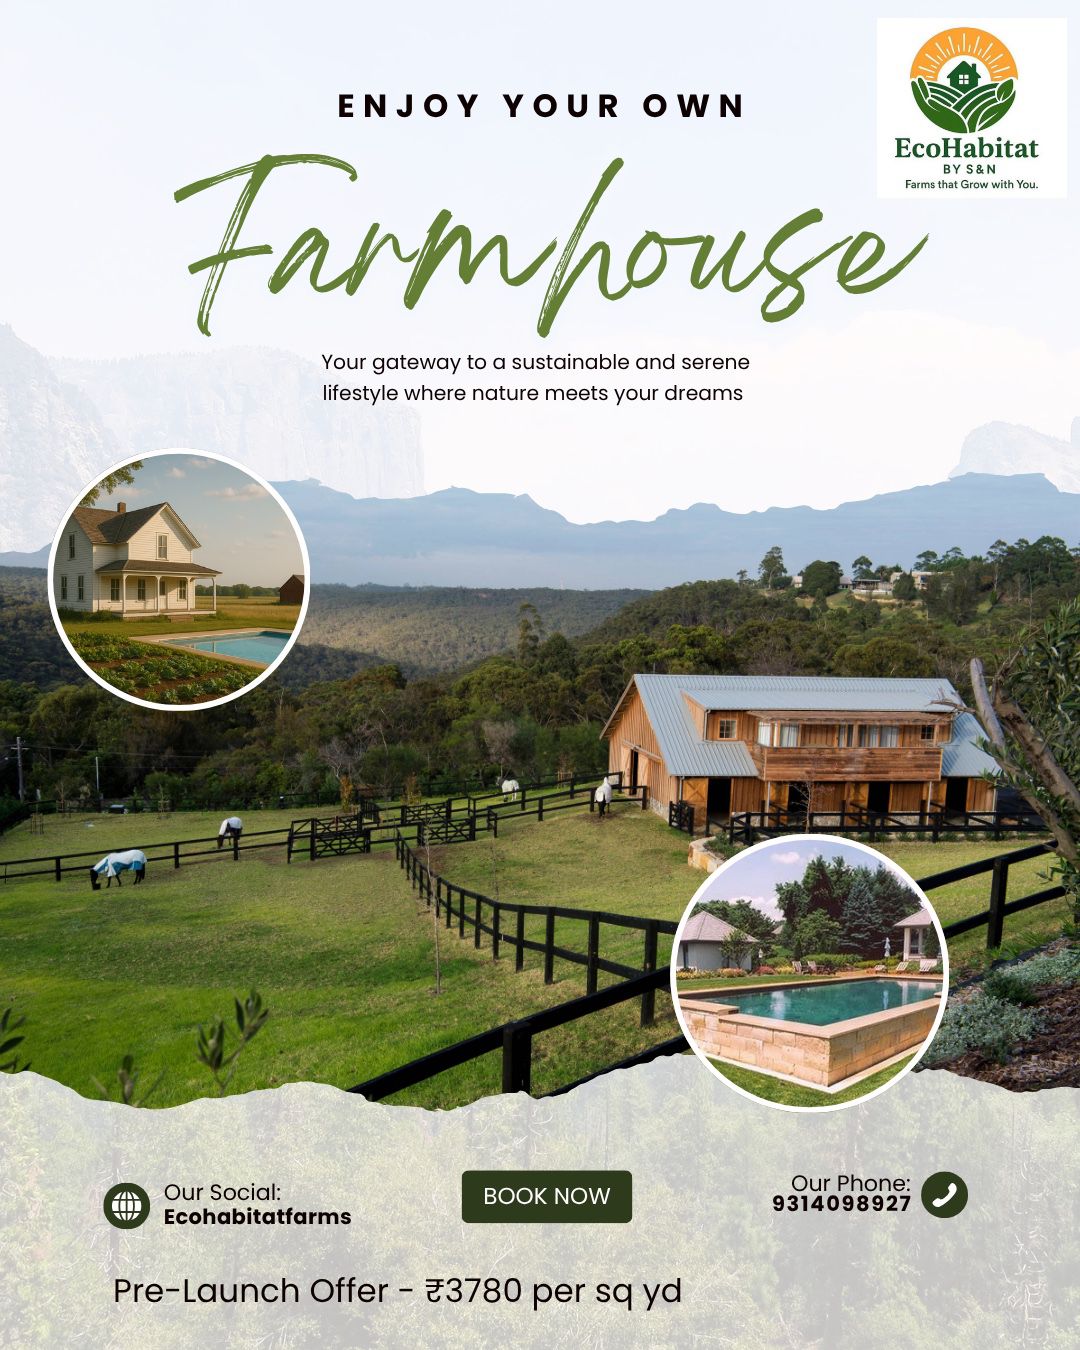 ENJOY YOUR OWN
Farmhouse
EcoHabitat
BY S&N
Farms that Grow with You.
Your gateway to a sustainable and serene
lifestyle where nature meets your dreams
Our Social:
Ecohabitatfarms
BOOK NOW
Our Phone:
9314098927
Pre-Launch Offer - ₹3780 per sq yd